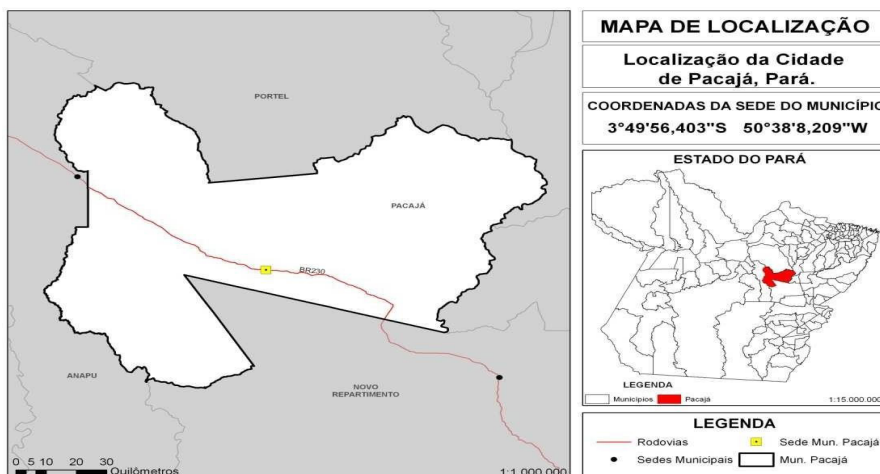 PORTEL
PACAJÁ
BR230
ANAPU
NOVO
REPARTIMENTO
0 5 10 20 30
Quilômetros
1:1.000.000
MAPA DE LOCALIZAÇÃO
Localização da Cidade
de Pacajá, Pará.
COORDENADAS DA SEDE DO MUNICÍPIO
3°49'56,403"S 50°38'8,209"W
ESTADO DO PARÁ
LEGENDA
Municípios Pacajá 1:15.000.000
LEGENDA
Rodovias Sede Mun. Pacajá
Sedes Municipais Mun. Pacajá